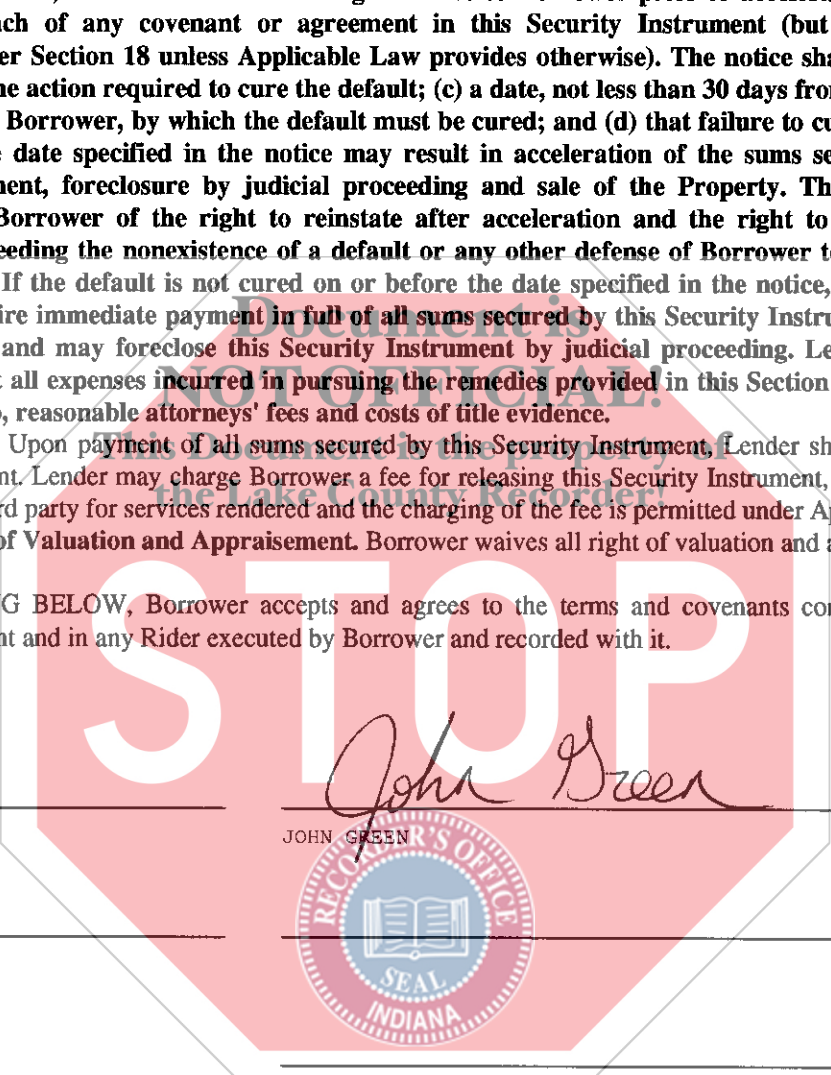 ach of any covenant or agreement in this Security Instrument (but
er Section 18 unless Applicable Law provides otherwise). The notice sha
ne action required to cure the default; (c) a date, not less than 30 days from
Borrower, by which the default must be cured; and (d) that failure to cu
e date specified in the notice may result in acceleration of the sums se
ment, foreclosure by judicial proceeding and sale of the Property. Th
Borrower of the right to reinstate after acceleration and the right to
eeding the nonexistence of a default or any other defense of Borrower to
If the default is not cured on or before the date specified in the notice,
ire immediate payment in full of all sums secured by this Security Instru
and may foreclose this Security Instrument by judicial proceeding. Le
t all expenses incurred in pursuing the remedies provided in this Section
, reasonable attorneys' fees and costs of title evidence.
Upon payment of all sums secured by this Security Instrument, Lender sh
nt. Lender may charge Borrower a fee for releasing this Security Instrument,
rd party for services rendered and the charging of the fee is permitted under Ap
of Valuation and Appraisement. Borrower waives all right of valuation and a
G BELOW, Borrower accepts and agrees to the terms and covenants con
nt and in any Rider executed by Borrower and recorded with it.
Document is
NOT OFFICIAL!
This Document is the property of
the Lake County Recorder!
STOP
John Green
JOHN GREEN
RECORDER'S OFFICE
SEAL
INDIANA